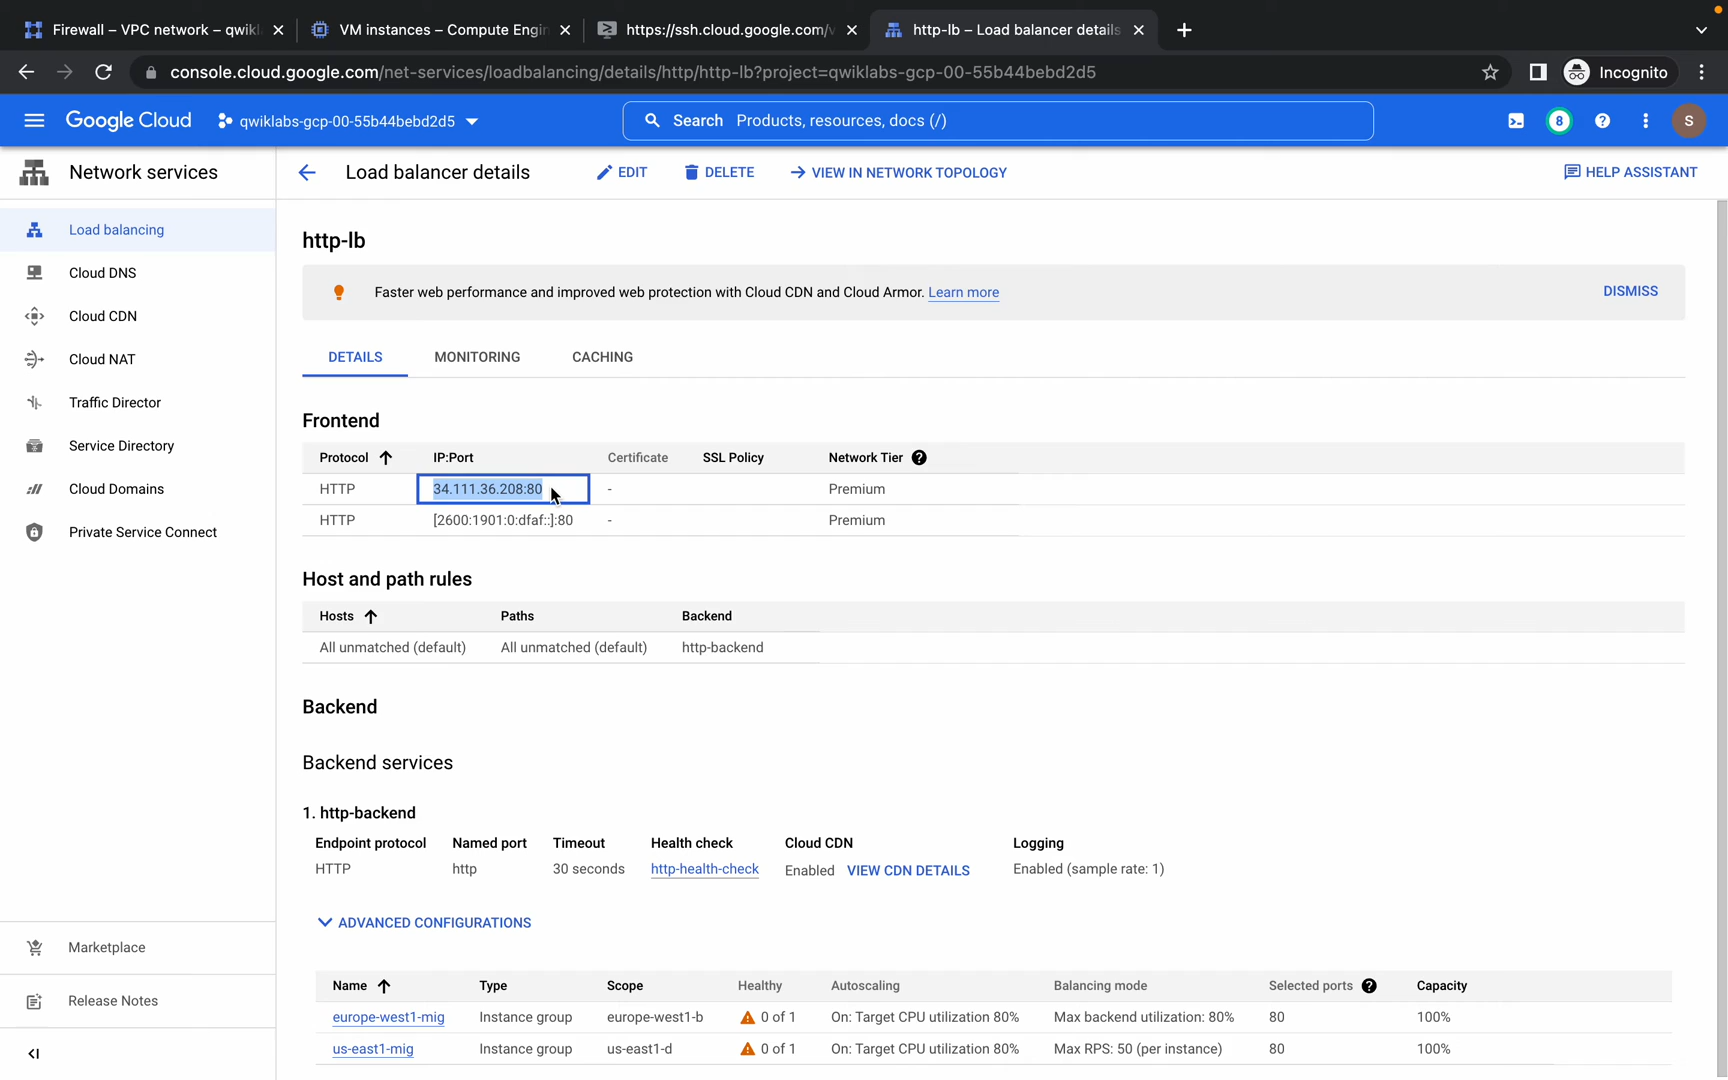 Firewall – VPC network – qwikl
VM instances – Compute Engin
https://ssh.cloud.google.com/v
http-lb – Load balancer details
console.cloud.google.com/net-services/loadbalancing/details/http/http-lb?project=qwiklabs-gcp-00-55b44bebd2d5
Incognito
Google Cloud
qwiklabs-gcp-00-55b44bebd2d5
Search Products, resources, docs (/)
8
S
Network services
Load balancer details
EDIT
DELETE
VIEW IN NETWORK TOPOLOGY
HELP ASSISTANT
Load balancing
Cloud DNS
Cloud CDN
Cloud NAT
Traffic Director
Service Directory
Cloud Domains
Private Service Connect
Marketplace
Release Notes
http-lb
Faster web performance and improved web protection with Cloud CDN and Cloud Armor. Learn more
DISMISS
DETAILS MONITORING CACHING
Frontend
Protocol IP:Port Certificate SSL Policy Network Tier
HTTP 34.111.36.208:80 - Premium
HTTP [2600:1901:0:dfaf::]:80 - Premium
Host and path rules
Hosts Paths Backend
All unmatched (default) All unmatched (default) http-backend
Backend
Backend services
1. http-backend
Endpoint protocol Named port Timeout Health check Cloud CDN Logging
HTTP http 30 seconds http-health-check Enabled VIEW CDN DETAILS Enabled (sample rate: 1)
ADVANCED CONFIGURATIONS
Name Type Scope Healthy Autoscaling Balancing mode Selected ports Capacity
europe-west1-mig Instance group europe-west1-b 0 of 1 On: Target CPU utilization 80% Max backend utilization: 80% 80 100%
us-east1-mig Instance group us-east1-d 0 of 1 On: Target CPU utilization 80% Max RPS: 50 (per instance) 80 100%